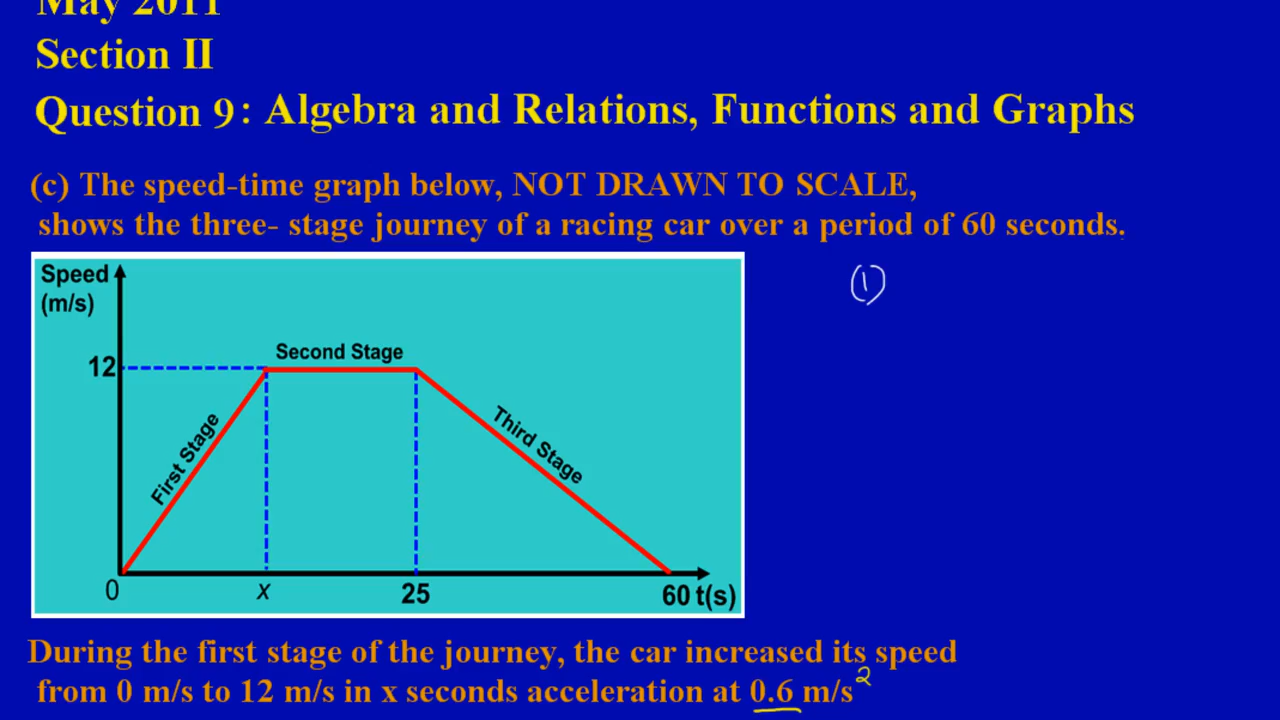 May 2011
Section II
Question 9: Algebra and Relations, Functions and Graphs
(c) The speed-time graph below, NOT DRAWN TO SCALE,
shows the three- stage journey of a racing car over a period of 60 seconds.
①
Speed
(m/s)
12
Second Stage
First Stage
Third Stage
0
x
25
60 t(s)
During the first stage of the journey, the car increased its speed
from 0 m/s to 12 m/s in x seconds acceleration at 0.6 m/s²